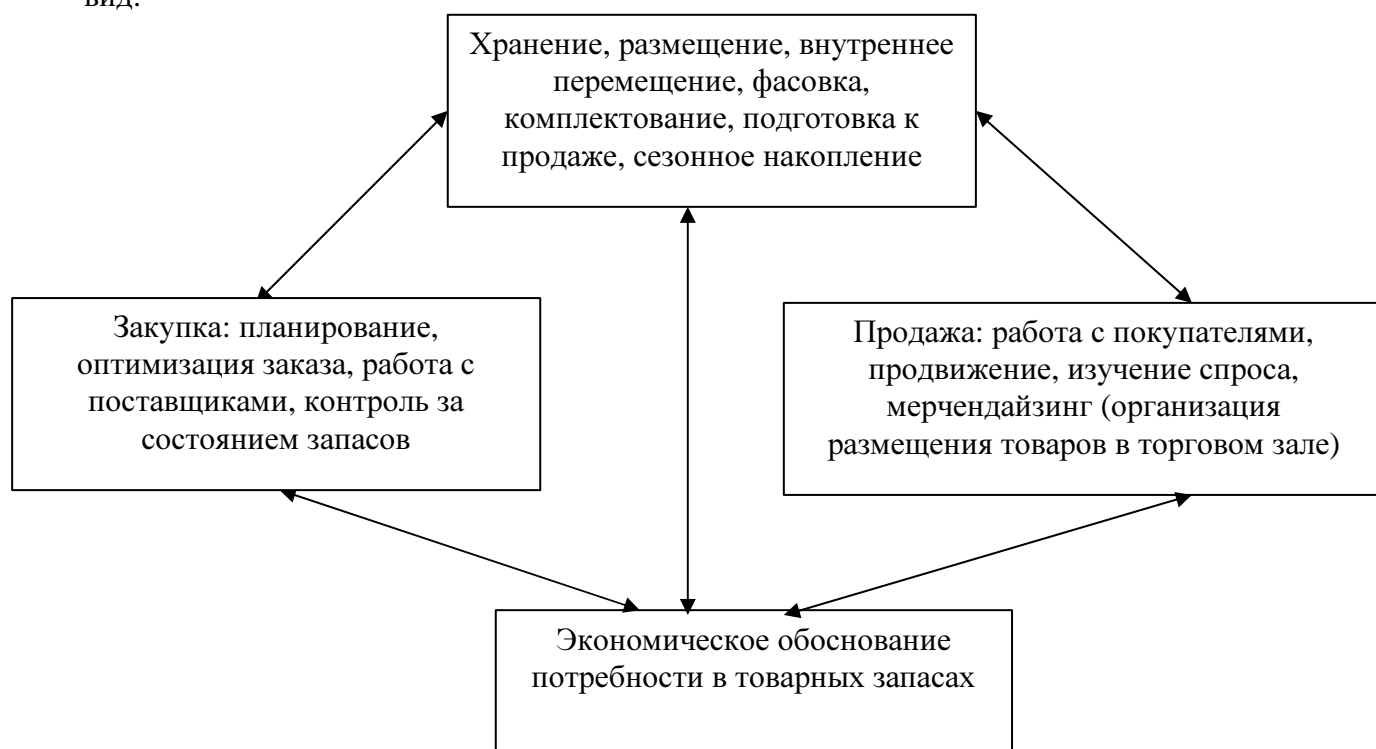 вид:
Хранение, размещение, внутреннее
перемещение, фасовка,
комплектование, подготовка к
продаже, сезонное накопление
Закупка: планирование,
оптимизация заказа, работа с
поставщиками, контроль за
состоянием запасов
Продажа: работа с покупателями,
продвижение, изучение спроса,
мерчендайзинг (организация
размещения товаров в торговом зале)
Экономическое обоснование
потребности в товарных запасах